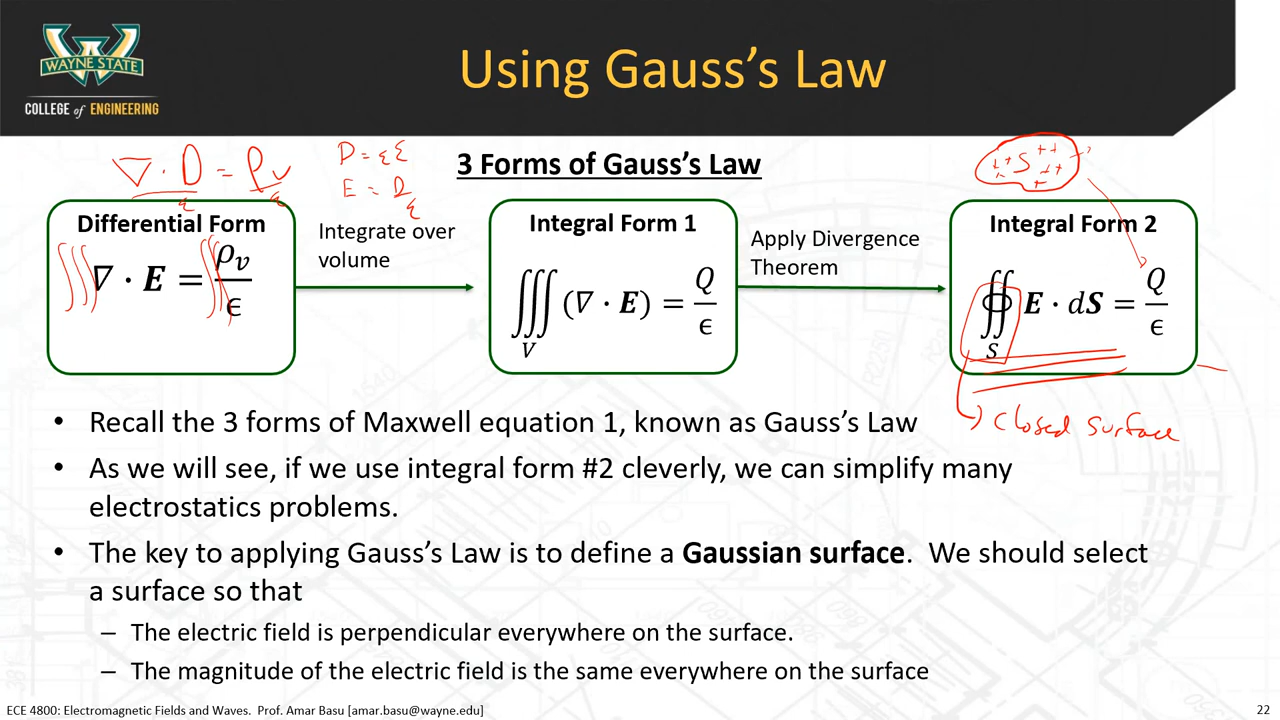 WAYNE STATE
COLLEGE of ENGINEERING
Using Gauss's Law
∇ · D = ρv
ε ε
D = εE
E = D
ε
3 Forms of Gauss's Law
++ S ++
++ ++
+
Differential Form
∭ ∇ · E = ∭ ρv
ϵ
Integrate over
volume
Integral Form 1
∭ (∇ · E) = Q
V ϵ
Apply Divergence
Theorem
Integral Form 2
∯ E · dS = Q
S ϵ
closed surface
• Recall the 3 forms of Maxwell equation 1, known as Gauss's Law
• As we will see, if we use integral form #2 cleverly, we can simplify many
electrostatics problems.
• The key to applying Gauss's Law is to define a Gaussian surface. We should select
a surface so that
– The electric field is perpendicular everywhere on the surface.
– The magnitude of the electric field is the same everywhere on the surface
ECE 4800: Electromagnetic Fields and Waves. Prof. Amar Basu [amar.basu@wayne.edu]
22